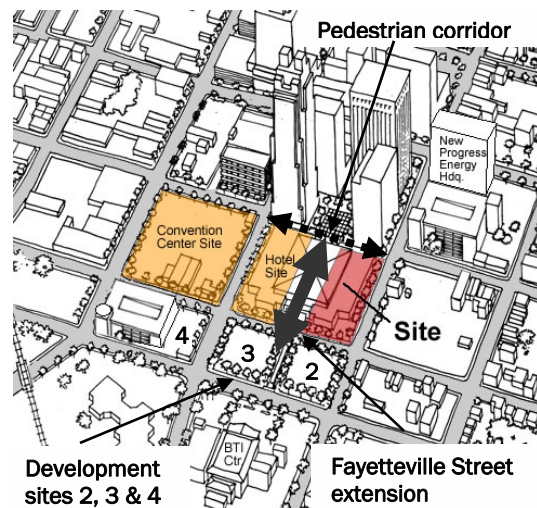 Pedestrian corridor
New
Progress
Energy
Hdq.
Convention
Center Site
Hotel
Site
Site
4
3
2
BTI
Ctr
Development
sites 2, 3 & 4
Fayetteville Street
extension